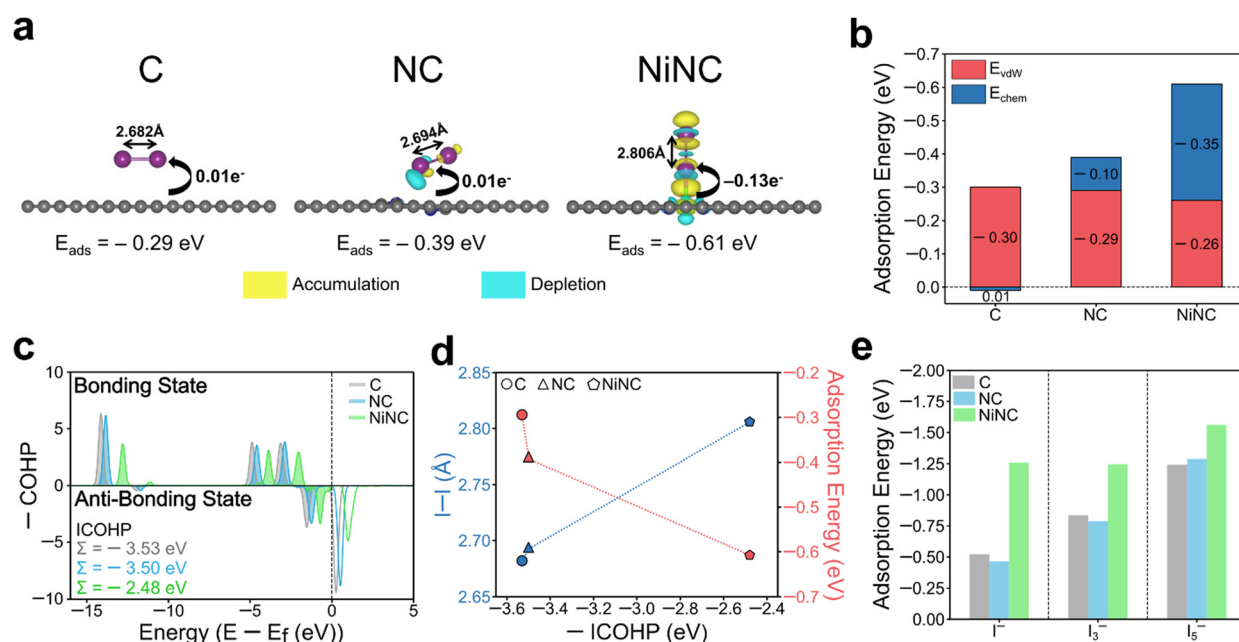 a
C
NC
NiNC
2.682Å
2.694Å
2.806Å
0.01e-
0.01e-
−0.13e-
Eads = − 0.29 eV
Eads = − 0.39 eV
Eads = − 0.61 eV
Accumulation
Depletion
b
Adsorption Energy (eV)
−0.7
−0.6
−0.5
−0.4
−0.3
−0.2
−0.1
0.0
EvdW
Echem
− 0.30
0.01
− 0.10
− 0.29
− 0.35
− 0.26
C
NC
NiNC
c
− COHP
10
5
0
−5
−10
Bonding State
C
NC
NiNC
Anti-Bonding State
ICOHP
Σ = − 3.53 eV
Σ = − 3.50 eV
Σ = − 2.48 eV
−15
−10
−5
0
5
Energy (E − Ef (eV))
d
I−I (Å)
2.85
2.80
2.75
2.70
2.65
C
NC
NiNC
−0.2
−0.3
−0.4
−0.5
−0.6
−0.7
Adsorption Energy (eV)
−3.6
−3.4
−3.2
−3.0
−2.8
−2.6
−2.4
− ICOHP (eV)
e
Adsorption Energy (eV)
−2.00
−1.75
−1.50
−1.25
−1.00
−0.75
−0.50
−0.25
0.00
C
NC
NiNC
I−
I3−
I5−